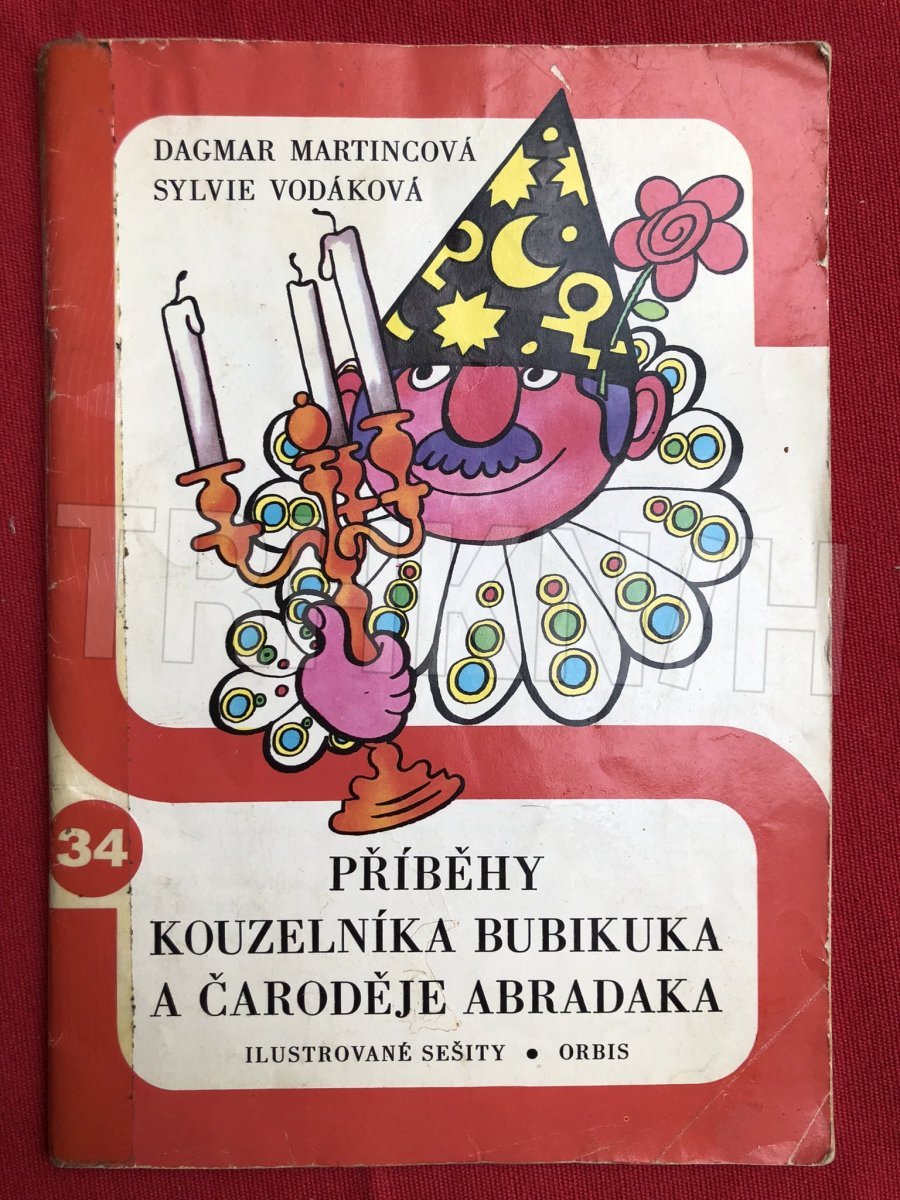 DAGMAR MARTINCOVÁ
SYLVIE VODÁKOVÁ
34
PŘÍBĚHY
KOUZELNÍKA BUBIKUKA
A ČARODĚJE ABRADAKA
ILUSTROVANÉ SEŠITY • ORBIS